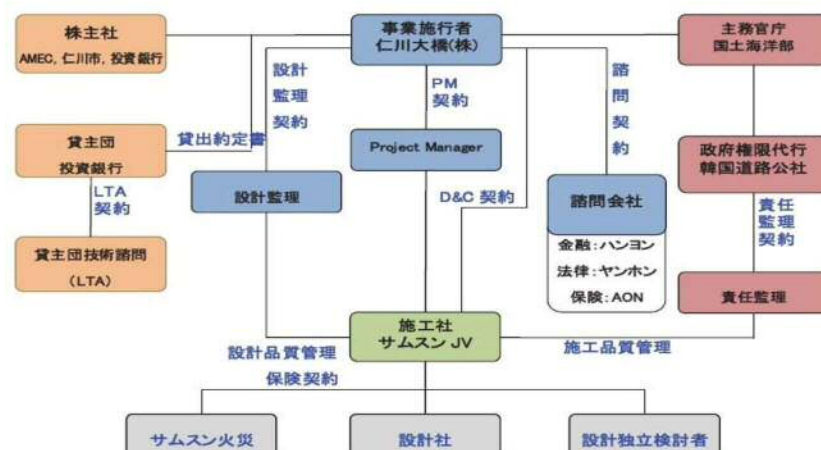 株主社
AMEC, 仁川市, 投資銀行
事業施行者
仁川大橋(株)
主務官庁
国土海洋部
設計
監理
契約
PM
契約
諮
問
契
約
貸主団
投資銀行
貸出約定書
Project Manager
政府権限代行
韓国道路公社
LTA
契約
設計監理
D&C 契約
諮問会社
責任
監理
契約
金融:ハンヨン
法律:ヤンホン
保険:AON
貸主団技術諮問
(LTA)
責任監理
施工社
サムスン JV
設計品質管理
施工品質管理
保険契約
サムスン火災
設計社
設計独立検討者